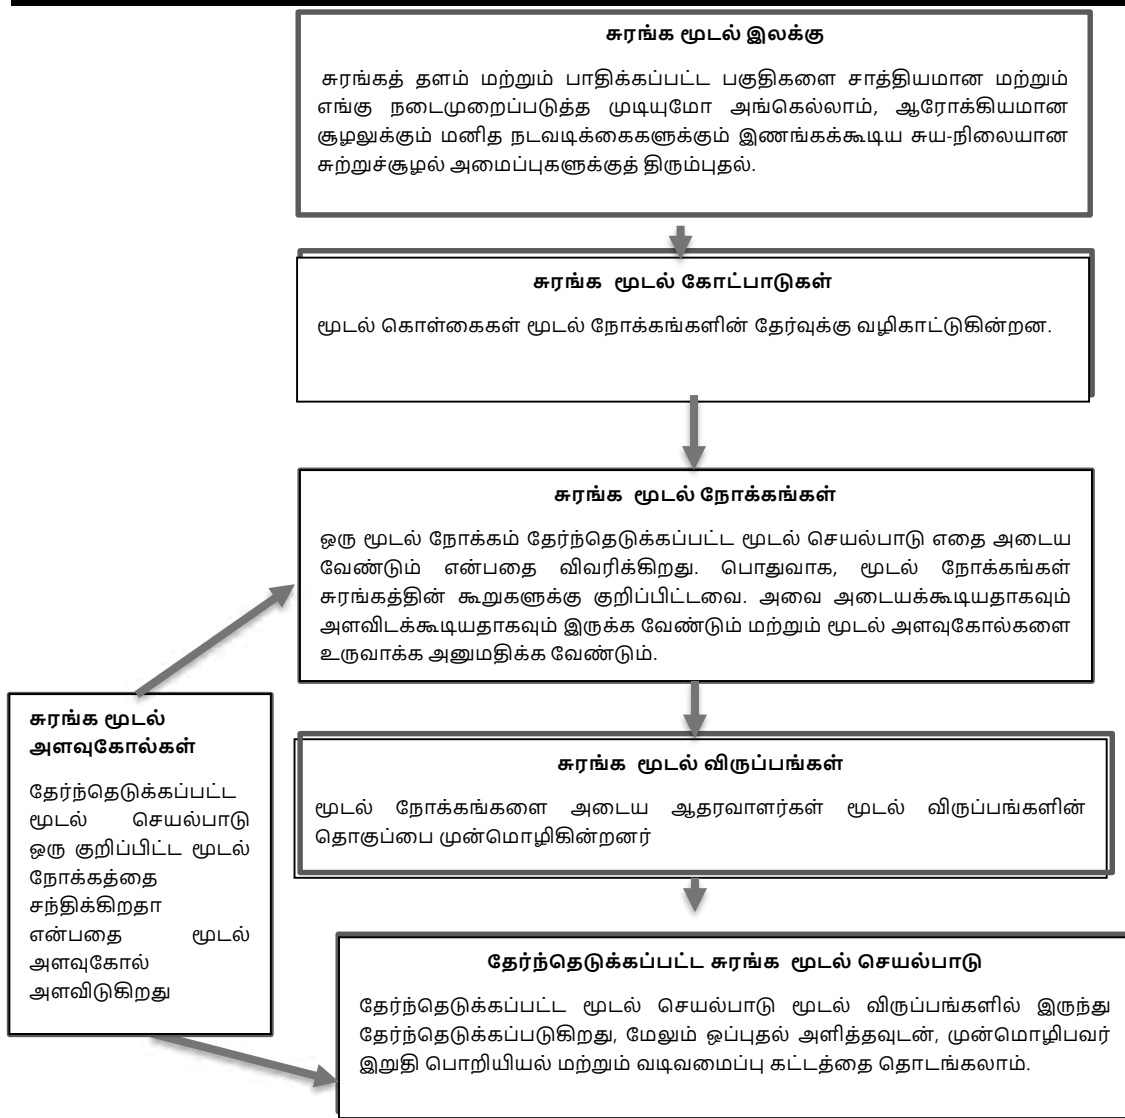 சுரங்க மூடல் இலக்கு
சுரங்கத் தளம் மற்றும் பாதிக்கப்பட்ட பகுதிகளை சாத்தியமான மற்றும்
எங்கு நடைமுறைப்படுத்த முடியுமோ அங்கெல்லாம், ஆரோக்கியமான
சூழலுக்கும் மனித நடவடிக்கைகளுக்கும் இணங்கக்கூடிய சுய-நிலையான
சுற்றுச்சூழல் அமைப்புகளுக்குத் திரும்புதல்.
சுரங்க மூடல் கோட்பாடுகள்
மூடல் கொள்கைகள் மூடல் நோக்கங்களின் தேர்வுக்கு வழிகாட்டுகின்றன.
சுரங்க மூடல் நோக்கங்கள்
ஒரு மூடல் நோக்கம் தேர்ந்தெடுக்கப்பட்ட மூடல் செயல்பாடு எதை அடைய
வேண்டும் என்பதை விவரிக்கிறது. பொதுவாக, மூடல் நோக்கங்கள்
சுரங்கத்தின் கூறுகளுக்கு குறிப்பிட்டவை. அவை அடையக்கூடியதாகவும்
அளவிடக்கூடியதாகவும் இருக்க வேண்டும் மற்றும் மூடல் அளவுகோல்களை
உருவாக்க அனுமதிக்க வேண்டும்.
சுரங்க மூடல்
அளவுகோல்கள்
தேர்ந்தெடுக்கப்பட்ட
மூடல் செயல்பாடு
ஒரு குறிப்பிட்ட மூடல்
நோக்கத்தை
சந்திக்கிறதா
என்பதை மூடல்
அளவுகோல்
அளவிடுகிறது
சுரங்க மூடல் விருப்பங்கள்
மூடல் நோக்கங்களை அடைய ஆதரவாளர்கள் மூடல் விருப்பங்களின்
தொகுப்பை முன்மொழிகின்றனர்
தேர்ந்தெடுக்கப்பட்ட சுரங்க மூடல் செயல்பாடு
தேர்ந்தெடுக்கப்பட்ட மூடல் செயல்பாடு மூடல் விருப்பங்களில் இருந்து
தேர்ந்தெடுக்கப்படுகிறது, மேலும் ஒப்புதல் அளித்தவுடன், முன்மொழிபவர்
இறுதி பொறியியல் மற்றும் வடிவமைப்பு கட்டத்தை தொடங்கலாம்.